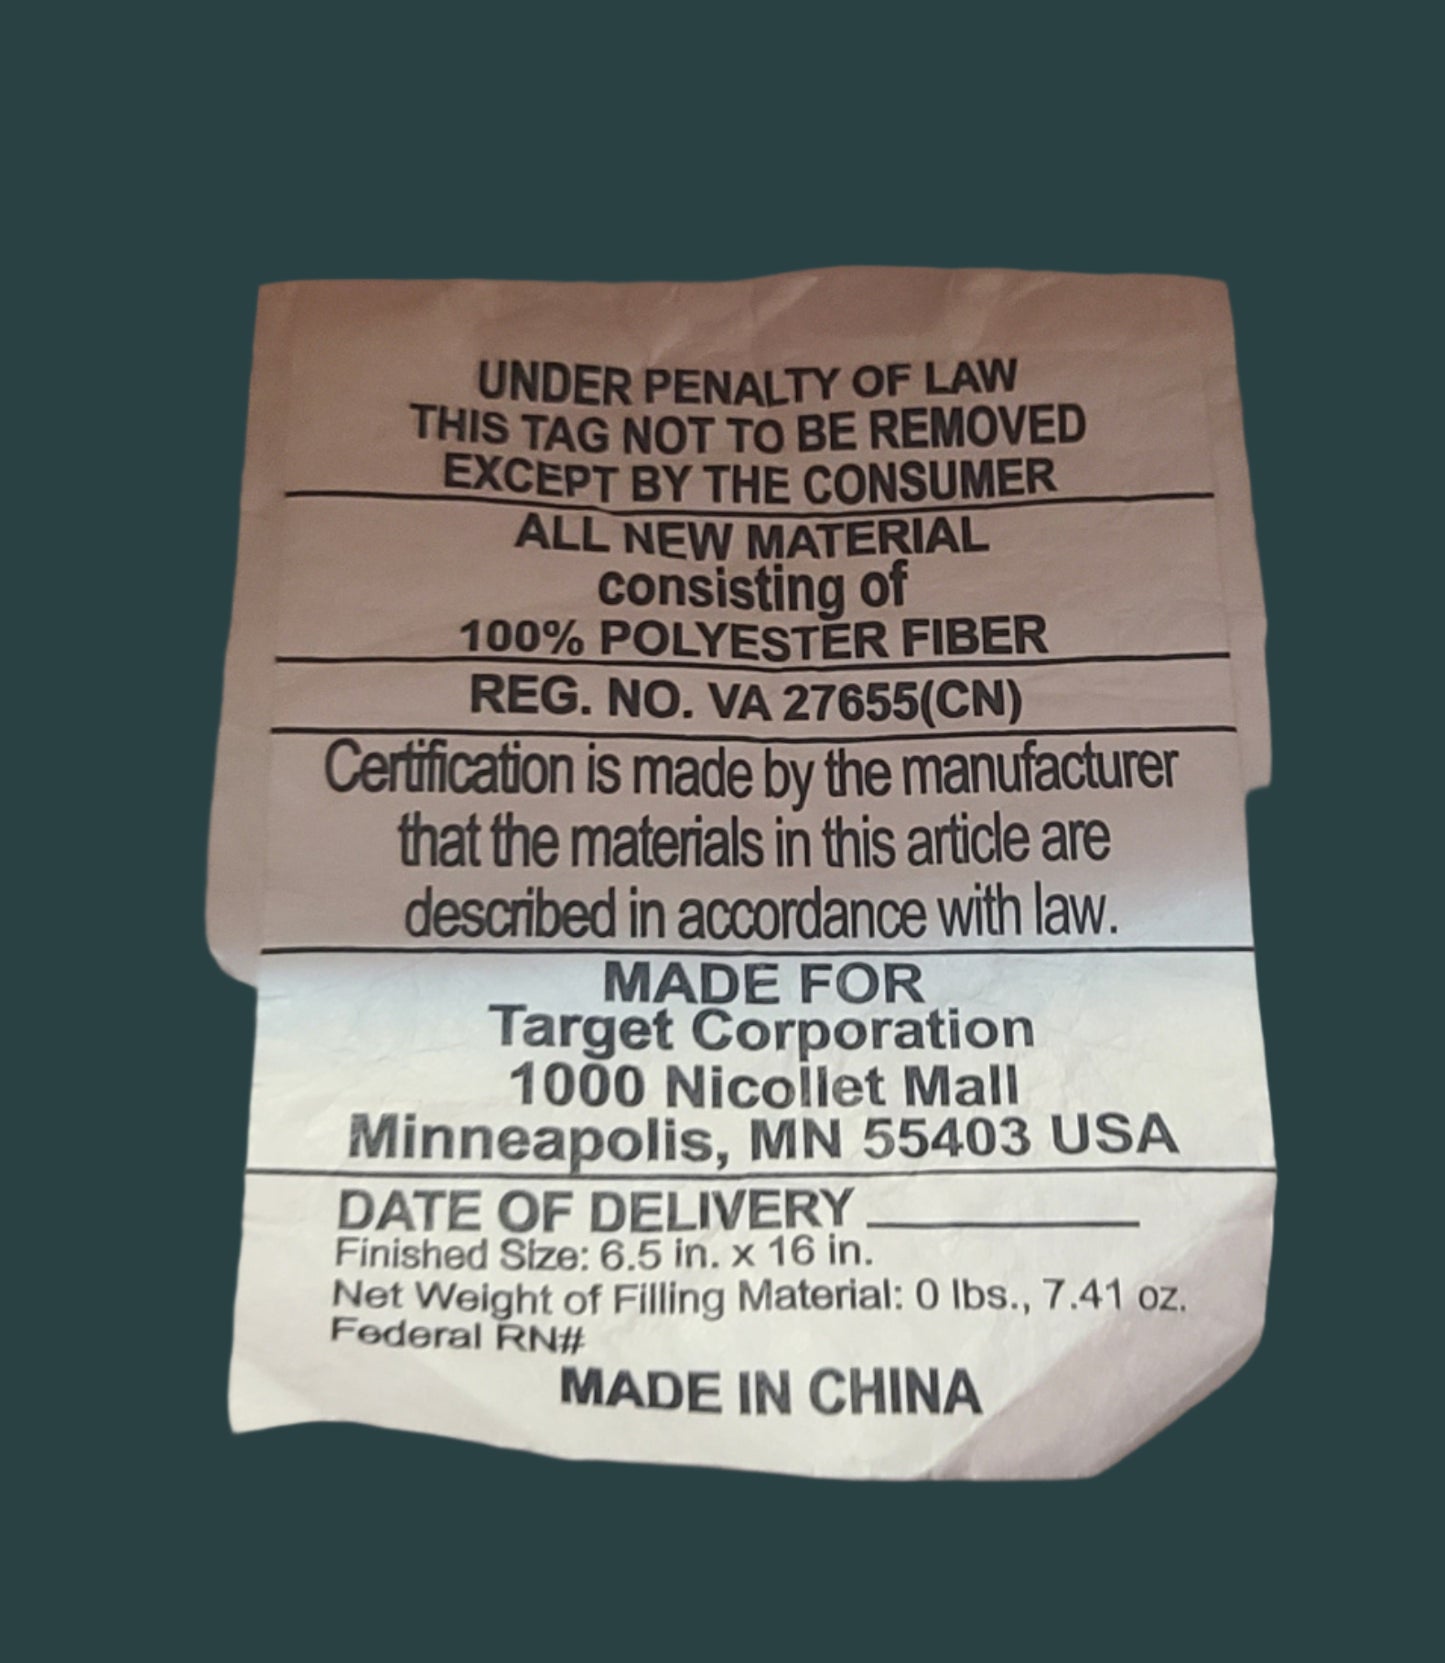 UNDER PENALTY OF LAW
THIS TAG NOT TO BE REMOVED
EXCEPT BY THE CONSUMER
ALL NEW MATERIAL
consisting of
100% POLYESTER FIBER
REG. NO. VA 27655(CN)
Certification is made by the manufacturer
that the materials in this article are
described in accordance with law.
MADE FOR
Target Corporation
1000 Nicollet Mall
Minneapolis, MN 55403 USA
DATE OF DELIVERY
Finished Size: 6.5 in. x 16 in.
Net Weight of Filling Material: 0 lbs., 7.41 oz.
Federal RN#
MADE IN CHINA